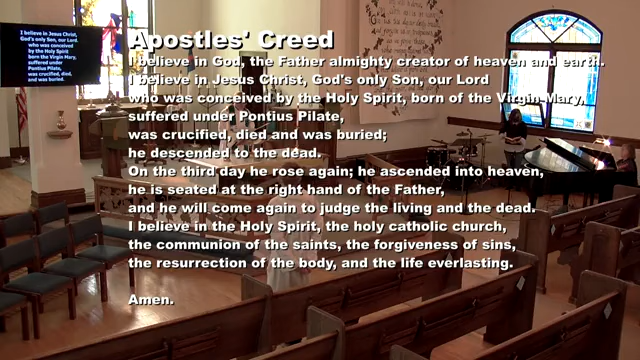 Apostles' Creed
I believe in God, the Father almighty creator of heaven and earth.
I believe in Jesus Christ, God's only Son, our Lord
who was conceived by the Holy Spirit, born of the Virgin Mary,
suffered under Pontius Pilate,
was crucified, died and was buried;
he descended to the dead.
On the third day he rose again; he ascended into heaven,
he is seated at the right hand of the Father,
and he will come again to judge the living and the dead.
I believe in the Holy Spirit, the holy catholic church,
the communion of the saints, the forgiveness of sins,
the resurrection of the body, and the life everlasting.
Amen.
I believe in Jesus Christ,
God's only Son, our Lord.
who was conceived
by the Holy Spirit
born of the Virgin Mary,
suffered under
Pontius Pilate,
was crucified, died,
and was buried.